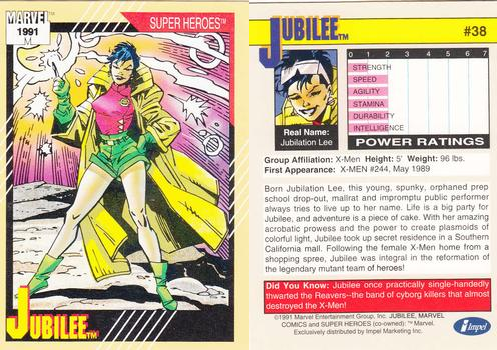 MARVEL
1991
SUPER HEROES™
JUBILEE™
JUBILEE™
#38
0 1 2 3 4 5 6 7
STRENGTH
SPEED
AGILITY
STAMINA
DURABILITY
INTELLIGENCE
Real Name:
Jubilation Lee
POWER RATINGS
Group Affiliation: X-Men Height: 5' Weight: 96 lbs.
First Appearance: X-MEN #244, May 1989
Born Jubilation Lee, this young, spunky, orphaned prep
school drop-out, mallrat and impromptu public performer
always tries to live up to her name. Life is a big party for
Jubilee, and adventure is a piece of cake. With her amazing
acrobatic prowess and the power to create plasmoids of
colorful light, Jubilee took up secret residence in a Southern
California mall. Following the female X-Men home from a
shopping spree, Jubilee was integral in the reformation of
the legendary mutant team of heroes!
Did You Know: Jubilee once practically single-handedly
thwarted the Reavers--the band of cyborg killers that almost
destroyed the X-Men!
©1991 Marvel Entertainment Group, Inc. JUBILEE, MARVEL
COMICS and SUPER HEROES (co-owned): ™ Marvel.
Exclusively distributed by Impel Marketing Inc.
Impel